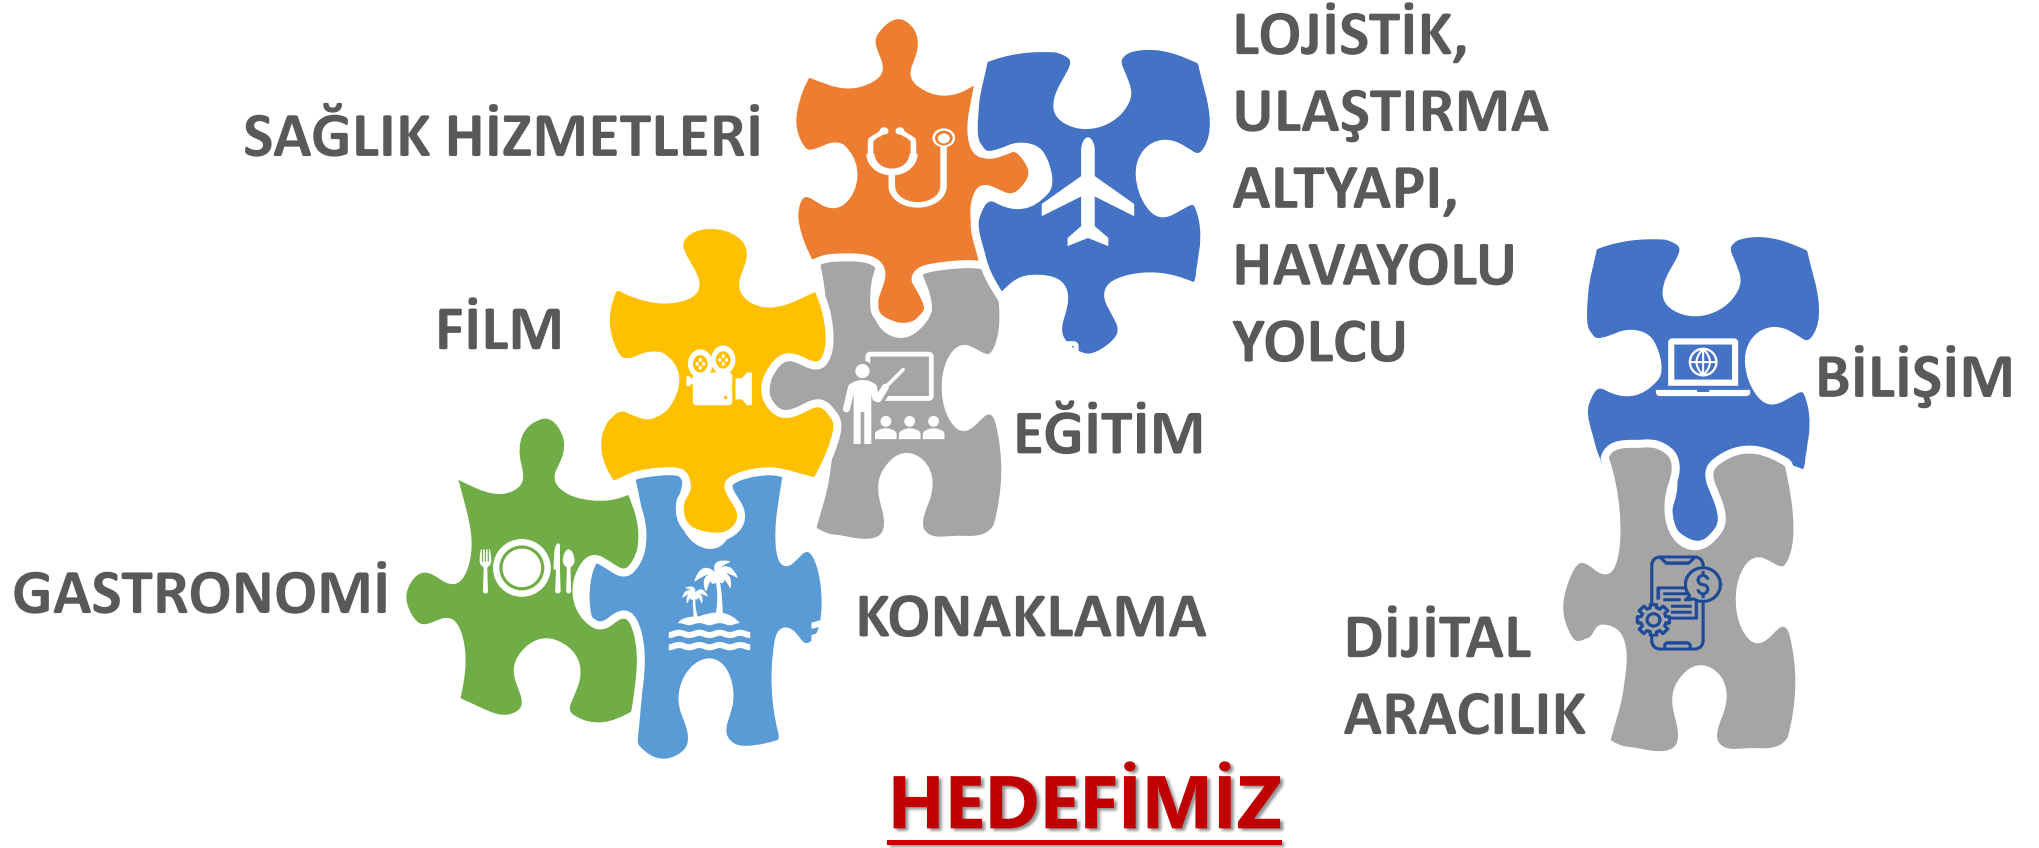 SAĞLIK HİZMETLERİ
LOJİSTİK,
ULAŞTIRMA
ALTYAPI,
HAVAYOLU
YOLCU
FİLM
EĞİTİM
BİLİŞİM
GASTRONOMİ
KONAKLAMA
DİJİTAL
ARACILIK
$
HEDEFİMİZ